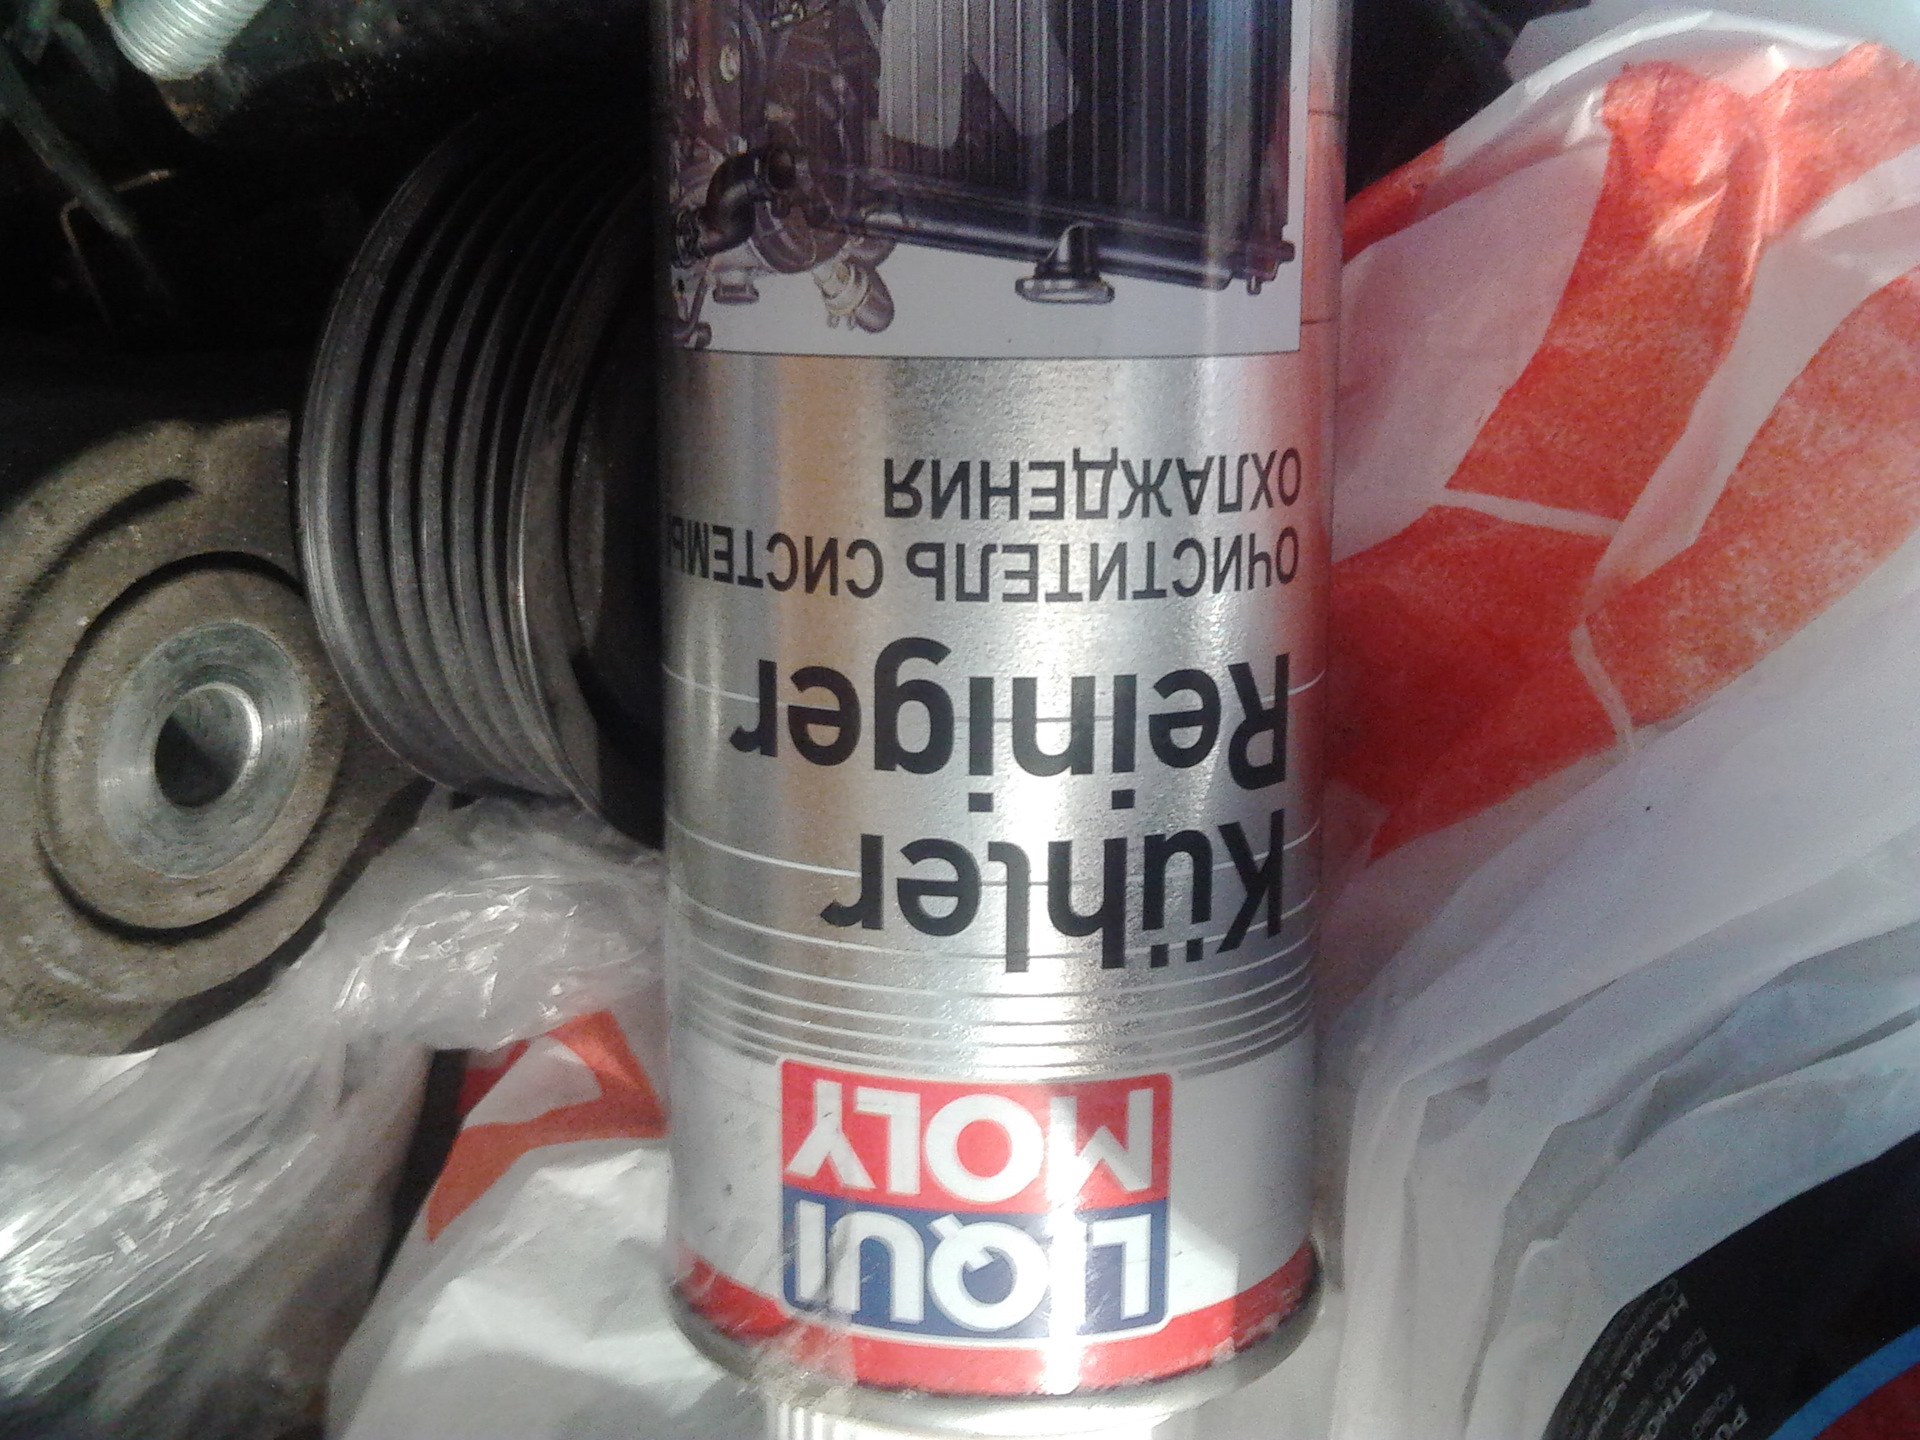 LIQUI
MOLY
Kühler
Reiniger
ОЧИСТИТЕЛЬ СИСТЕМЫ
ОХЛАЖДЕНИЯ